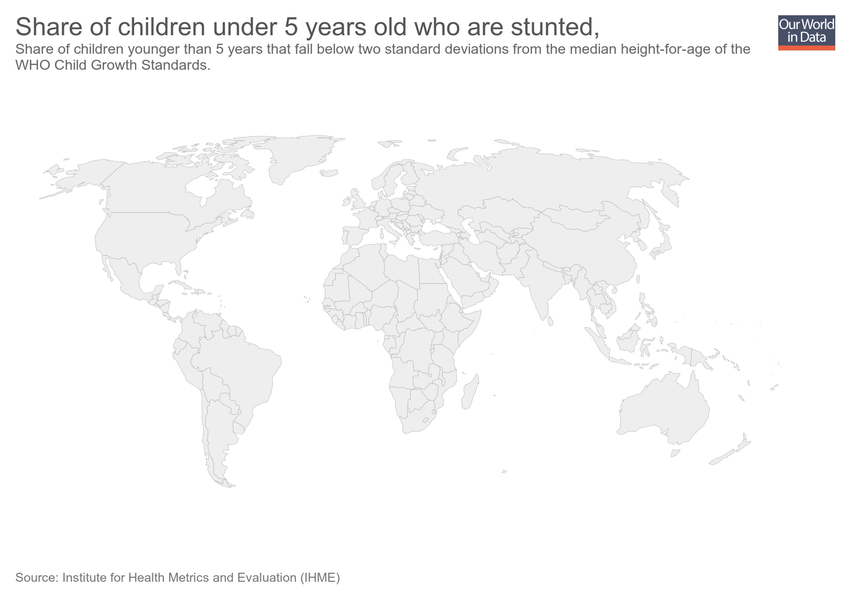 Share of children under 5 years old who are stunted,
Share of children younger than 5 years that fall below two standard deviations from the median height-for-age of the
WHO Child Growth Standards.
Our World
in Data
Source: Institute for Health Metrics and Evaluation (IHME)